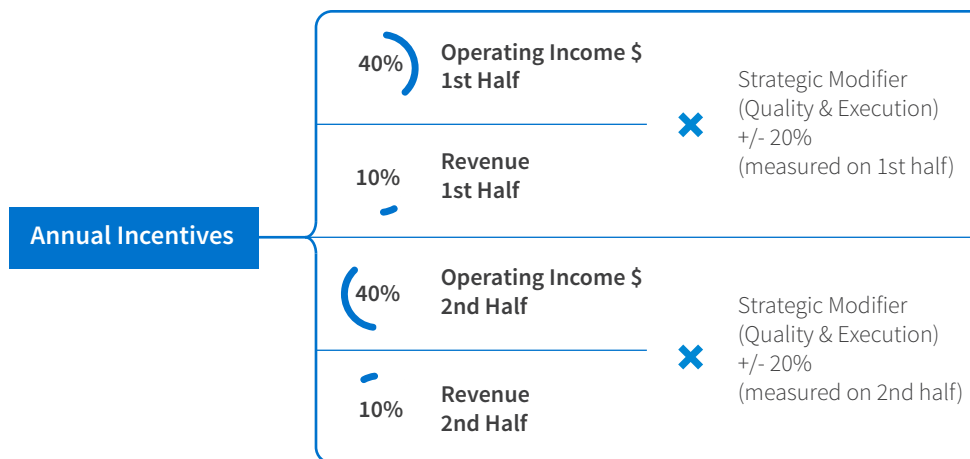 Annual Incentives
40%
Operating Income $
1st Half
10%
Revenue
1st Half
Strategic Modifier
(Quality & Execution)
+/- 20%
(measured on 1st half)
40%
Operating Income $
2nd Half
10%
Revenue
2nd Half
Strategic Modifier
(Quality & Execution)
+/- 20%
(measured on 2nd half)